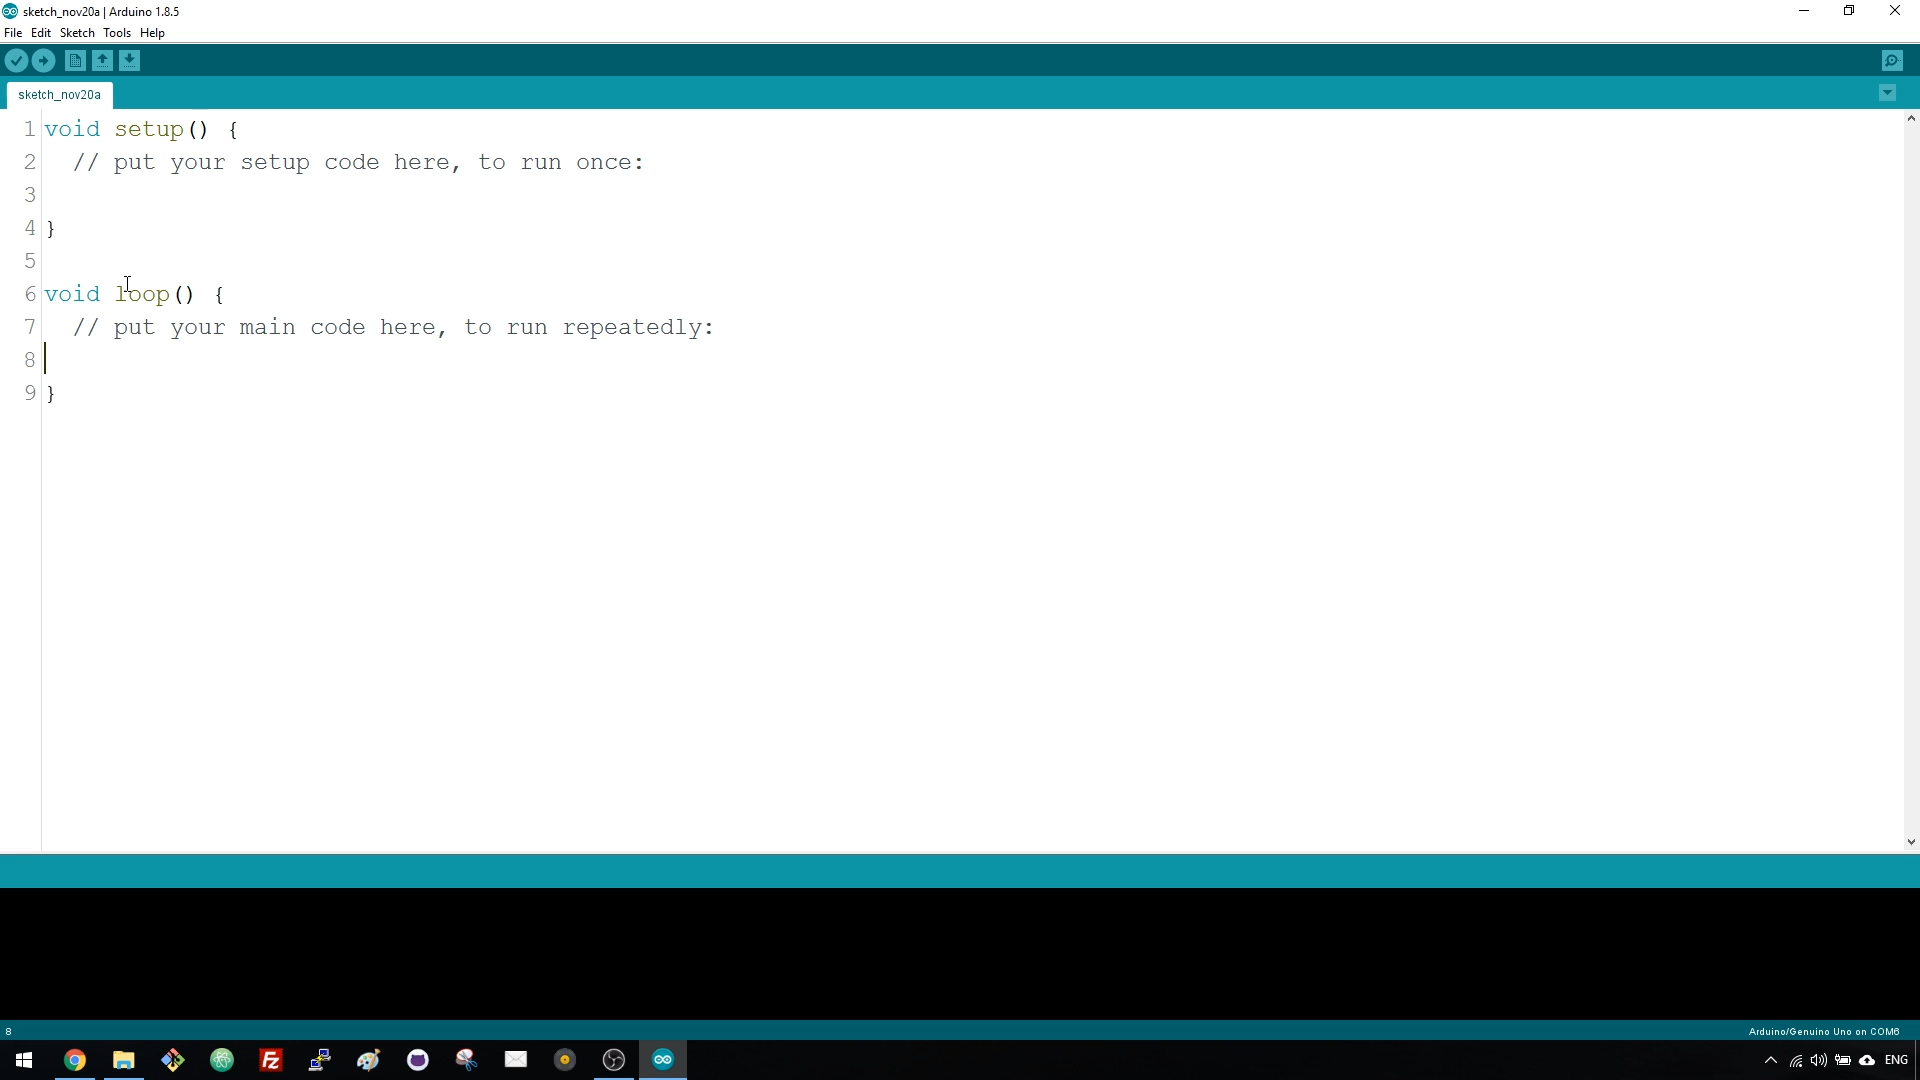 sketch_nov20a | Arduino 1.8.5
File Edit Sketch Tools Help
sketch_nov20a
1 void setup() {
2 // put your setup code here, to run once:
3
4 }
5
6 void loop() {
7 // put your main code here, to run repeatedly:
8
9 }
8 Arduino/Genuino Uno on COM6
Fz
ENG